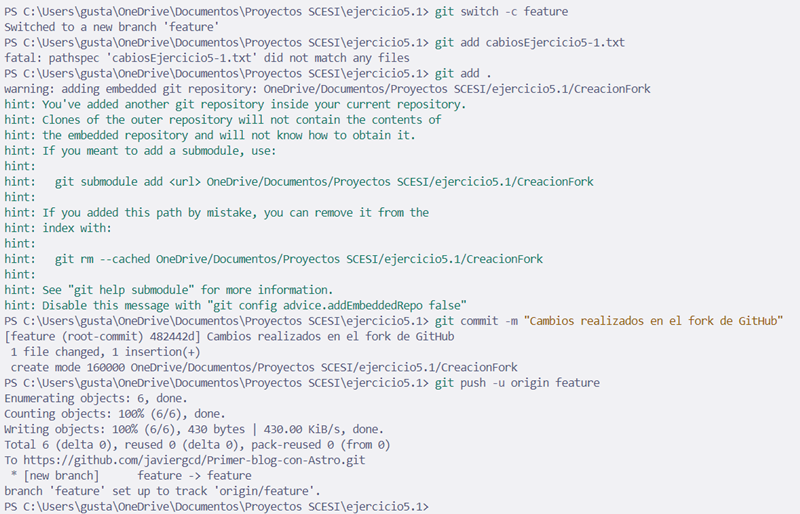 PS C:\Users\gusta\OneDrive\Documentos\Proyectos SCESI\ejercicio5.1> git switch -c feature
Switched to a new branch 'feature'
PS C:\Users\gusta\OneDrive\Documentos\Proyectos SCESI\ejercicio5.1> git add cabiosEjercicio5-1.txt
fatal: pathspec 'cabiosEjercicio5-1.txt' did not match any files
PS C:\Users\gusta\OneDrive\Documentos\Proyectos SCESI\ejercicio5.1> git add .
warning: adding embedded git repository: OneDrive/Documentos/Proyectos SCESI/ejercicio5.1/CreacionFork
hint: You've added another git repository inside your current repository.
hint: Clones of the outer repository will not contain the contents of
hint: the embedded repository and will not know how to obtain it.
hint: If you meant to add a submodule, use:
hint:
hint:   git submodule add <url> OneDrive/Documentos/Proyectos SCESI/ejercicio5.1/CreacionFork
hint:
hint: If you added this path by mistake, you can remove it from the
hint: index with:
hint:
hint:   git rm --cached OneDrive/Documentos/Proyectos SCESI/ejercicio5.1/CreacionFork
hint:
hint: See "git help submodule" for more information.
hint: Disable this message with "git config advice.addEmbeddedRepo false"
PS C:\Users\gusta\OneDrive\Documentos\Proyectos SCESI\ejercicio5.1> git commit -m "Cambios realizados en el fork de GitHub"
[feature (root-commit) 482442d] Cambios realizados en el fork de GitHub
 1 file changed, 1 insertion(+)
 create mode 160000 OneDrive/Documentos/Proyectos SCESI/ejercicio5.1/CreacionFork
PS C:\Users\gusta\OneDrive\Documentos\Proyectos SCESI\ejercicio5.1> git push -u origin feature
Enumerating objects: 6, done.
Counting objects: 100% (6/6), done.
Writing objects: 100% (6/6), 430 bytes | 430.00 KiB/s, done.
Total 6 (delta 0), reused 0 (delta 0), pack-reused 0 (from 0)
To https://github.com/javiergcd/Primer-blog-con-Astro.git
 * [new branch]      feature -> feature
branch 'feature' set up to track 'origin/feature'.
PS C:\Users\gusta\OneDrive\Documentos\Proyectos SCESI\ejercicio5.1>